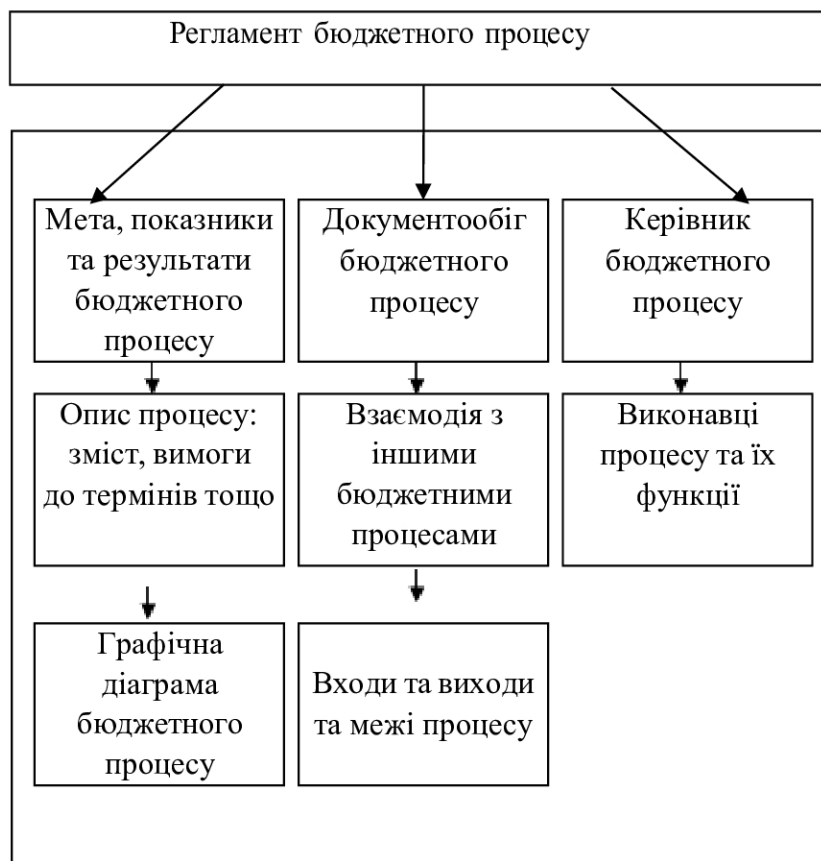 Регламент бюджетного процесу
Мета, показники
та результати
бюджетного
процесу
Документообіг
бюджетного
процесу
Керівник
бюджетного
процесу
Опис процесу:
зміст, вимоги
до термінів тощо
Взаємодія з
іншими
бюджетними
процесами
Виконавці
процесу та їх
функції
Графічна
діаграма
бюджетного
процесу
Входи та виходи
та межі процесу